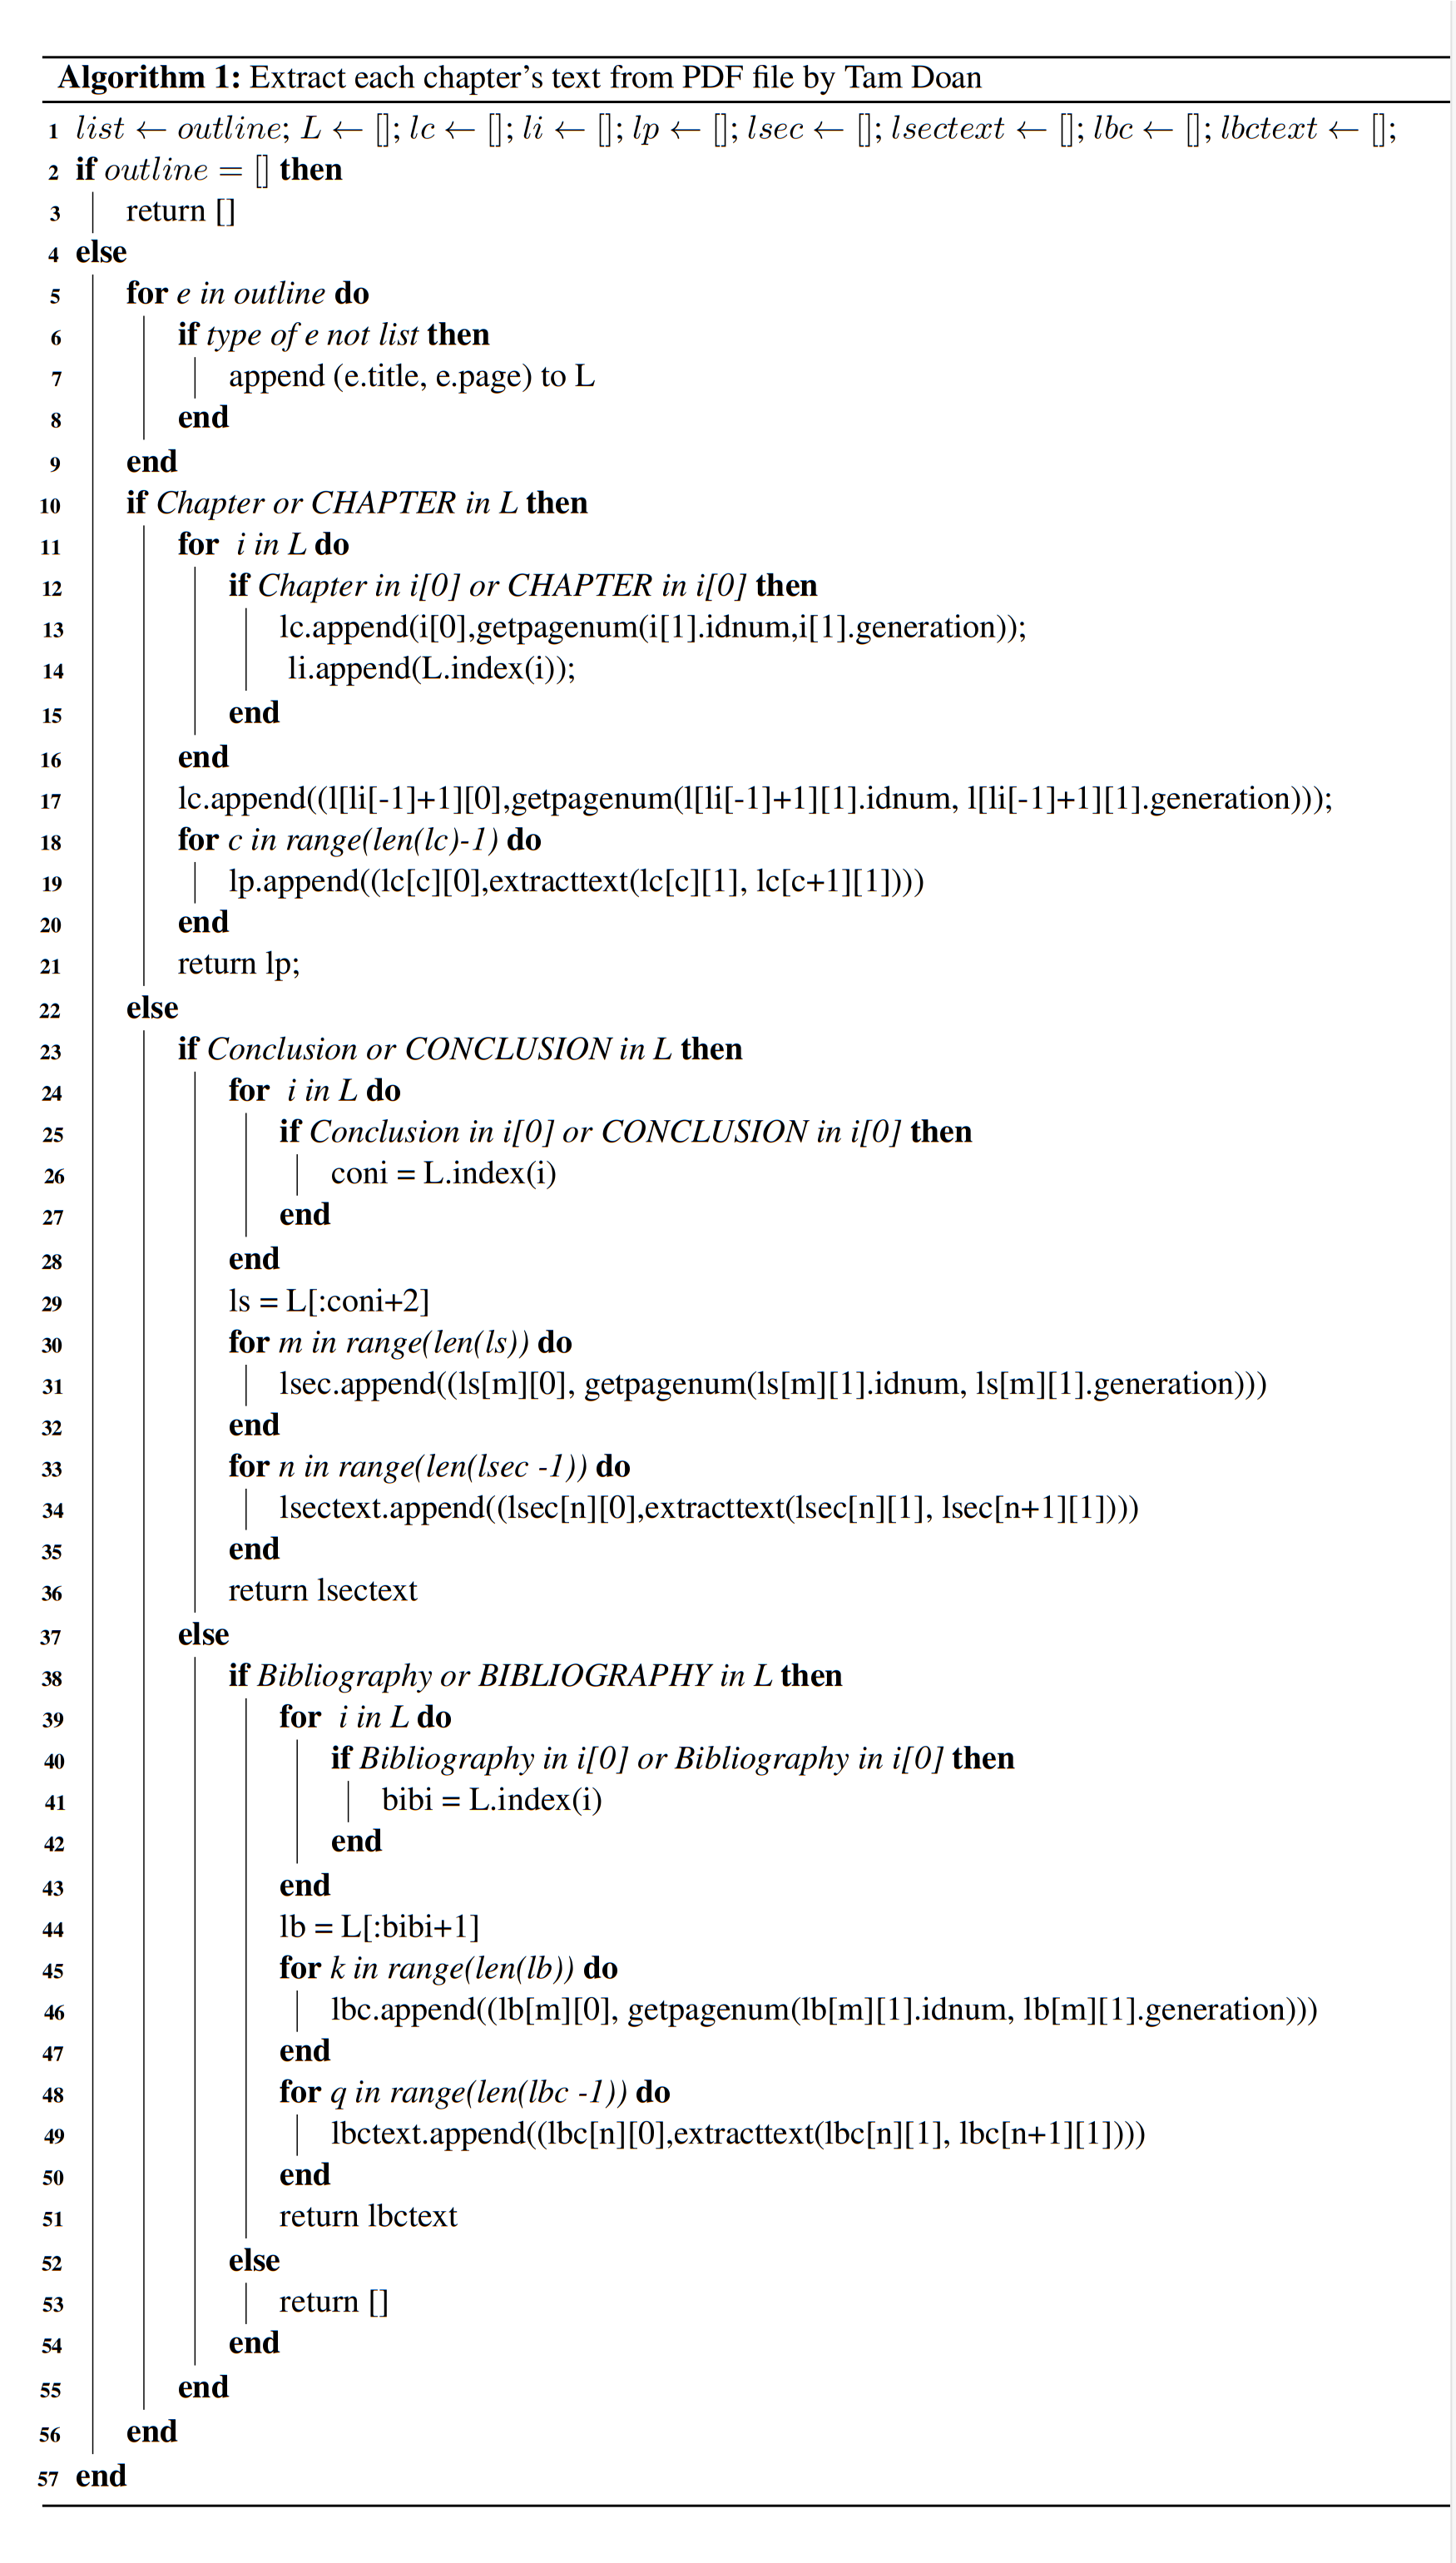 Algorithm 1: Extract each chapter's text from PDF file by Tam Doan
1 list ← outline; L ← []; lc ← []; li ← []; lp ← []; lsec ← []; lsectext ← []; lbc ← []; lbctext ← [];
2 if outline = [] then
3 return []
4 else
5 for e in outline do
6 if type of e not list then
7 append (e.title, e.page) to L
8 end
9 end
10 if Chapter or CHAPTER in L then
11 for i in L do
12 if Chapter in i[0] or CHAPTER in i[0] then
13 lc.append(i[0],getpagenum(i[1].idnum,i[1].generation));
14 li.append(L.index(i));
15 end
16 end
17 lc.append((l[li[-1]+1][0],getpagenum(l[li[-1]+1][1].idnum, l[li[-1]+1][1].generation)));
18 for c in range(len(lc)-1) do
19 lp.append((lc[c][0],extracttext(lc[c][1], lc[c+1][1])))
20 end
21 return lp;
22 else
23 if Conclusion or CONCLUSION in L then
24 for i in L do
25 if Conclusion in i[0] or CONCLUSION in i[0] then
26 coni = L.index(i)
27 end
28 end
29 ls = L[:coni+2]
30 for m in range(len(ls)) do
31 lsec.append((ls[m][0], getpagenum(ls[m][1].idnum, ls[m][1].generation)))
32 end
33 for n in range(len(lsec -1)) do
34 lsectext.append((lsec[n][0],extracttext(lsec[n][1], lsec[n+1][1])))
35 end
36 return lsectext
37 else
38 if Bibliography or BIBLIOGRAPHY in L then
39 for i in L do
40 if Bibliography in i[0] or Bibliography in i[0] then
41 bibi = L.index(i)
42 end
43 end
44 lb = L[:bibi+1]
45 for k in range(len(lb)) do
46 lbc.append((lb[m][0], getpagenum(lb[m][1].idnum, lb[m][1].generation)))
47 end
48 for q in range(len(lbc -1)) do
49 lbctext.append((lbc[n][0],extracttext(lbc[n][1], lbc[n+1][1])))
50 end
51 return lbctext
52 else
53 return []
54 end
55 end
56 end
57 end